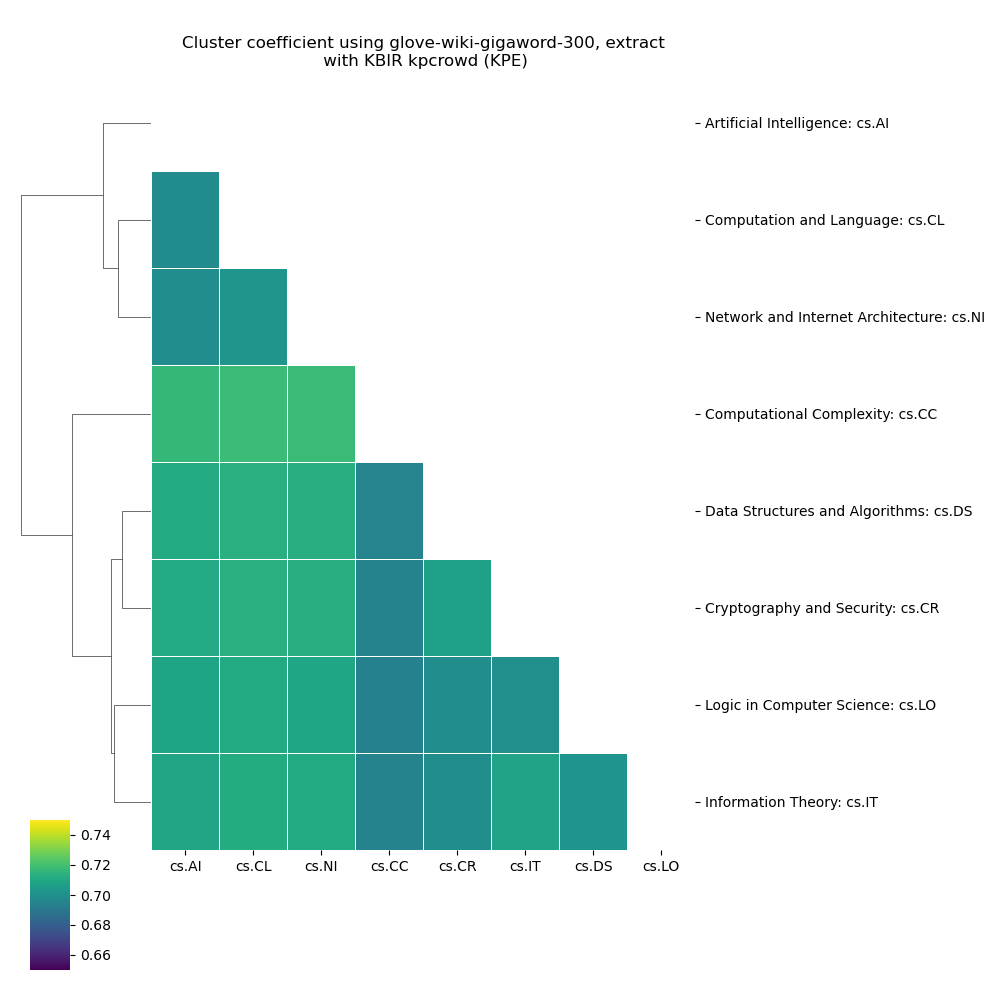 Cluster coefficient using glove-wiki-gigaword-300, extract
with KBIR kpcrowd (KPE)
Artificial Intelligence: cs.AI
Computation and Language: cs.CL
Network and Internet Architecture: cs.NI
Computational Complexity: cs.CC
Data Structures and Algorithms: cs.DS
Cryptography and Security: cs.CR
Logic in Computer Science: cs.LO
Information Theory: cs.IT
0.74
0.72
0.70
0.68
0.66
cs.AI cs.CL cs.NI cs.CC cs.CR cs.IT cs.DS cs.LO